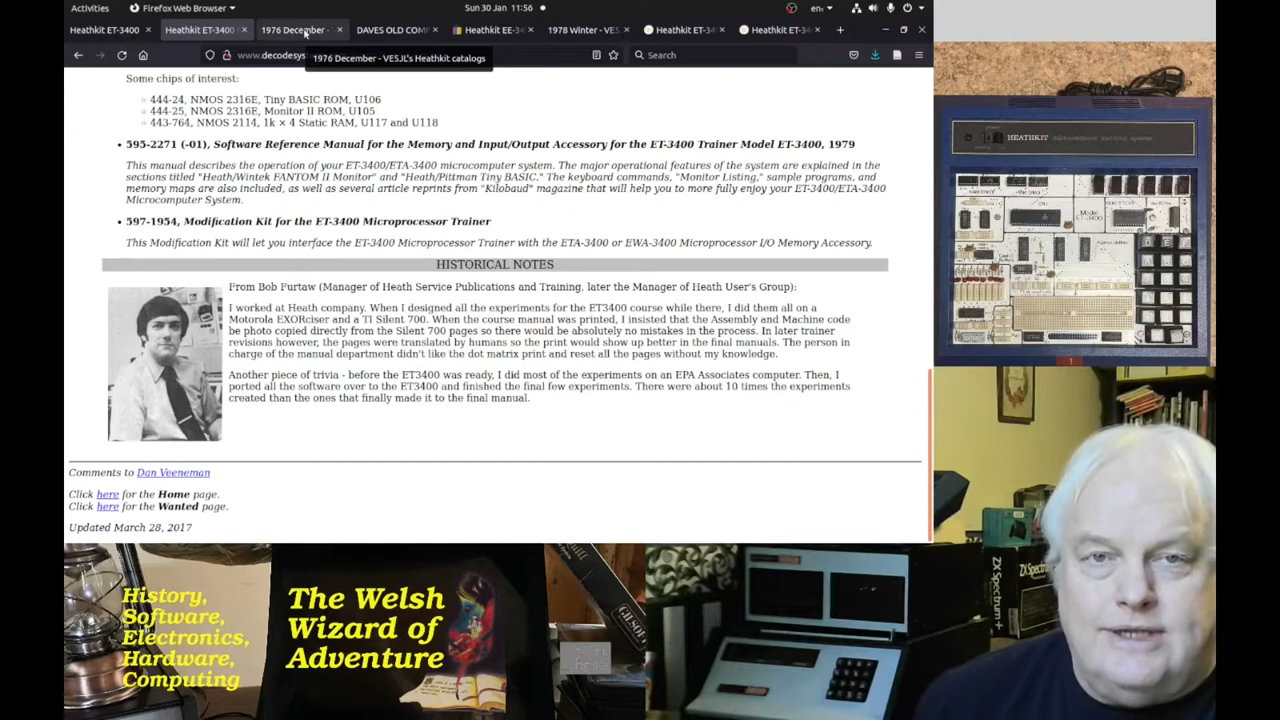 Activities Firefox Web Browser Sun 30 Jan 11:56 en₁
Heathkit ET-3400 Heathkit ET-3400 1976 December - DAVES OLD COM Heathkit EE-34 1978 Winter - VE5 Heathkit ET-34 Heathkit ET-34
www.decodesys Search
1976 December - VE5JL's Heathkit catalogs
Some chips of interest:
444-24, NMOS 2316E, Tiny BASIC ROM, U106
444-25, NMOS 2316E, Monitor II ROM, U105
443-764, NMOS 2114, 1k × 4 Static RAM, U117 and U118
• 595-2271 (-01), Software Reference Manual for the Memory and Input/Output Accessory for the ET-3400 Trainer Model ET-3400, 1979
This manual describes the operation of your ET-3400/ETA-3400 microcomputer system. The major operational features of the system are explained in the
sections titled "Heath/Wintek FANTOM II Monitor" and "Heath/Pittman Tiny BASIC." The keyboard commands, "Monitor Listing," sample programs, and
memory maps are also included, as well as several article reprints from "Kilobaud" magazine that will help you to more fully enjoy your ET-3400/ETA-3400
Microcomputer System.
• 597-1954, Modification Kit for the ET-3400 Microprocessor Trainer
This Modification Kit will let you interface the ET-3400 Microprocessor Trainer with the ETA-3400 or EWA-3400 Microprocessor I/O Memory Accessory.
HISTORICAL NOTES
From Bob Furtaw (Manager of Heath Service Publications and Training, later the Manager of Heath User's Group):
I worked at Heath company. When I designed all the experiments for the ET3400 course while there, I did them all on a
Motorola EXORciser and a TI Silent 700. When the course manual was printed, I insisted that the Assembly and Machine code
be photo copied directly from the Silent 700 pages so there would be absolutely no mistakes in the process. In later trainer
revisions however, the pages were translated by humans so the print would show up better in the final manuals. The person in
charge of the manual department didn't like the dot matrix print and reset all the pages without my knowledge.
Another piece of trivia - before the ET3400 was ready, I did most of the experiments on an EPA Associates computer. Then, I
ported all the software over to the ET3400 and finished the final few experiments. There were about 10 times the experiments
created than the ones that finally made it to the final manual.
Comments to Dan Veeneman
Click here for the Home page.
Click here for the Wanted page.
Updated March 28, 2017
HEATHKIT microcomputer learning system
Model
ET-3400
1
History,
Software,
Electronics,
Hardware,
Computing
The Welsh
Wizard of
Adventure
GILSOFT
ZX Spectrum+